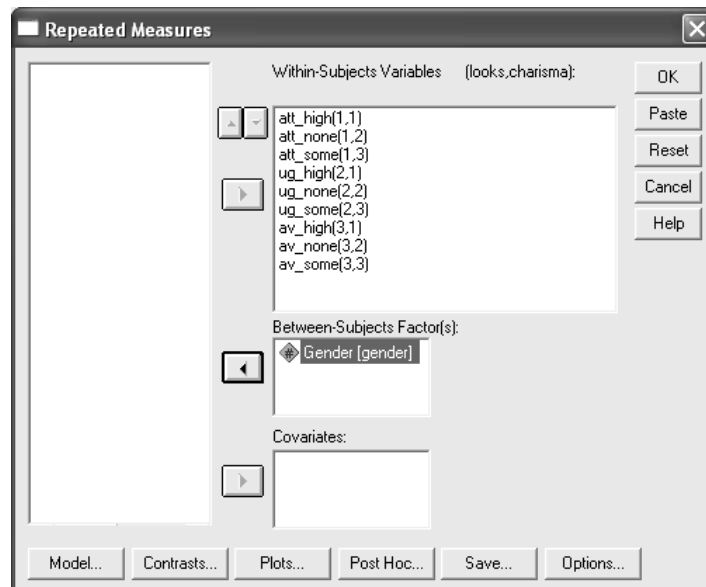 Repeated Measures
Within-Subjects Variables (looks,charisma):
att_high(1,1)
att_none(1,2)
att_some(1,3)
ug_high(2,1)
ug_none(2,2)
ug_some(2,3)
av_high(3,1)
av_none(3,2)
av_some(3,3)
OK
Paste
Reset
Cancel
Help
Between-Subjects Factor(s):
# Gender [gender]
Covariates:
Model... Contrasts... Plots... Post Hoc... Save... Options...